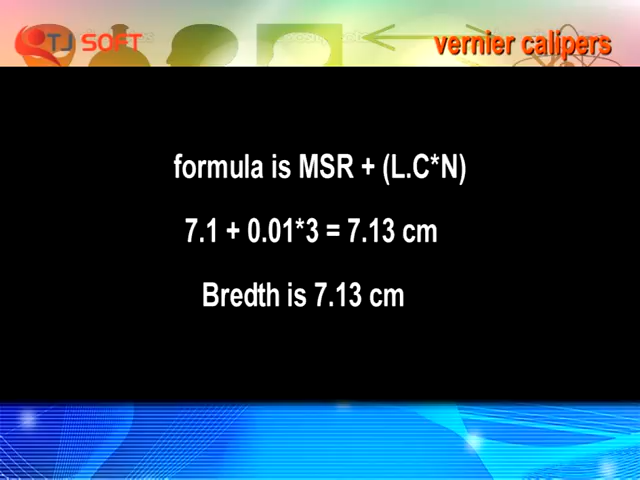 TJ SOFT
vernier calipers
formula is MSR + (L.C*N)
7.1 + 0.01*3 = 7.13 cm
Bredth is 7.13 cm